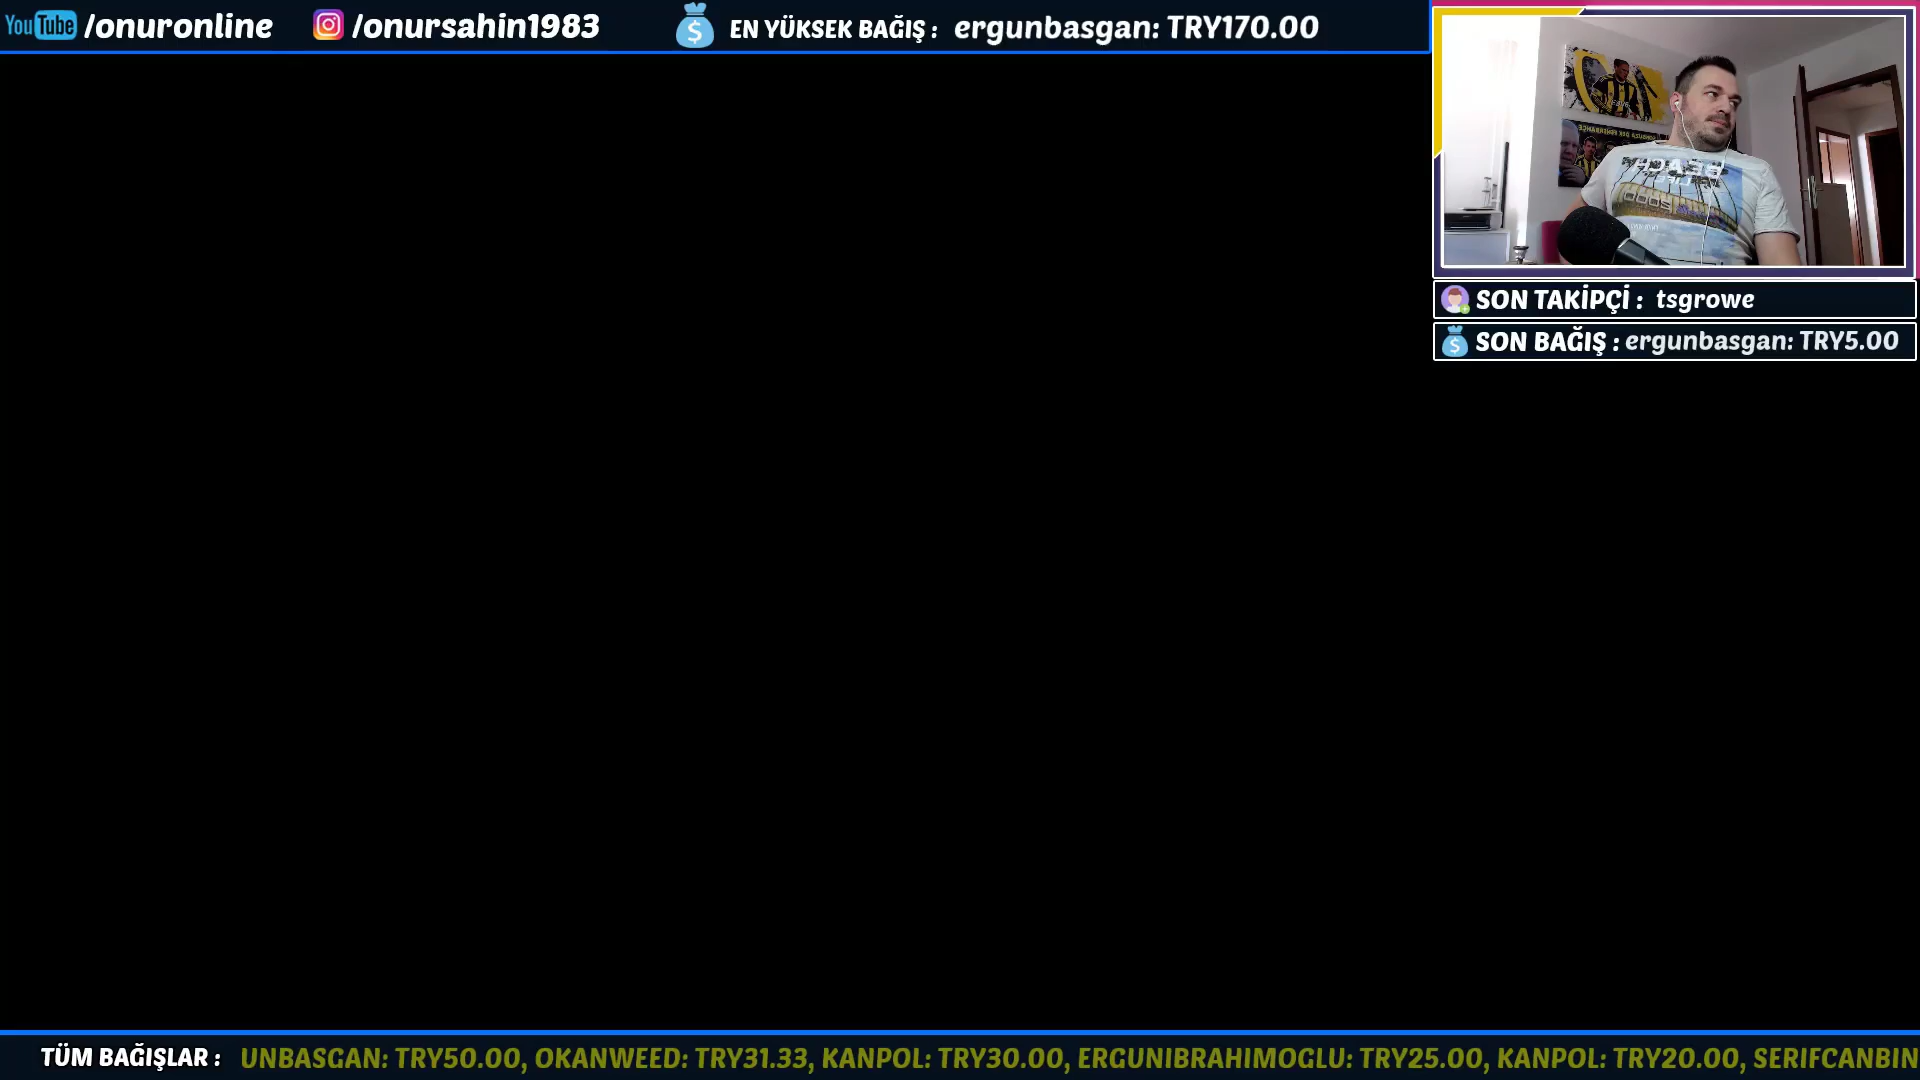 YouTube /onuronline /onursahin1983 EN YÜKSEK BAĞIŞ : ergunbasgan: TRY170.00
SON TAKİPÇİ : tsgrowe
SON BAĞIŞ : ergunbasgan: TRY5.00
TÜM BAĞIŞLAR : UNBASGAN: TRY50.00, OKANWEED: TRY31.33, KANPOL: TRY30.00, ERGUNIBRAHIMOGLU: TRY25.00, KANPOL: TRY20.00, SERIFCANBIN